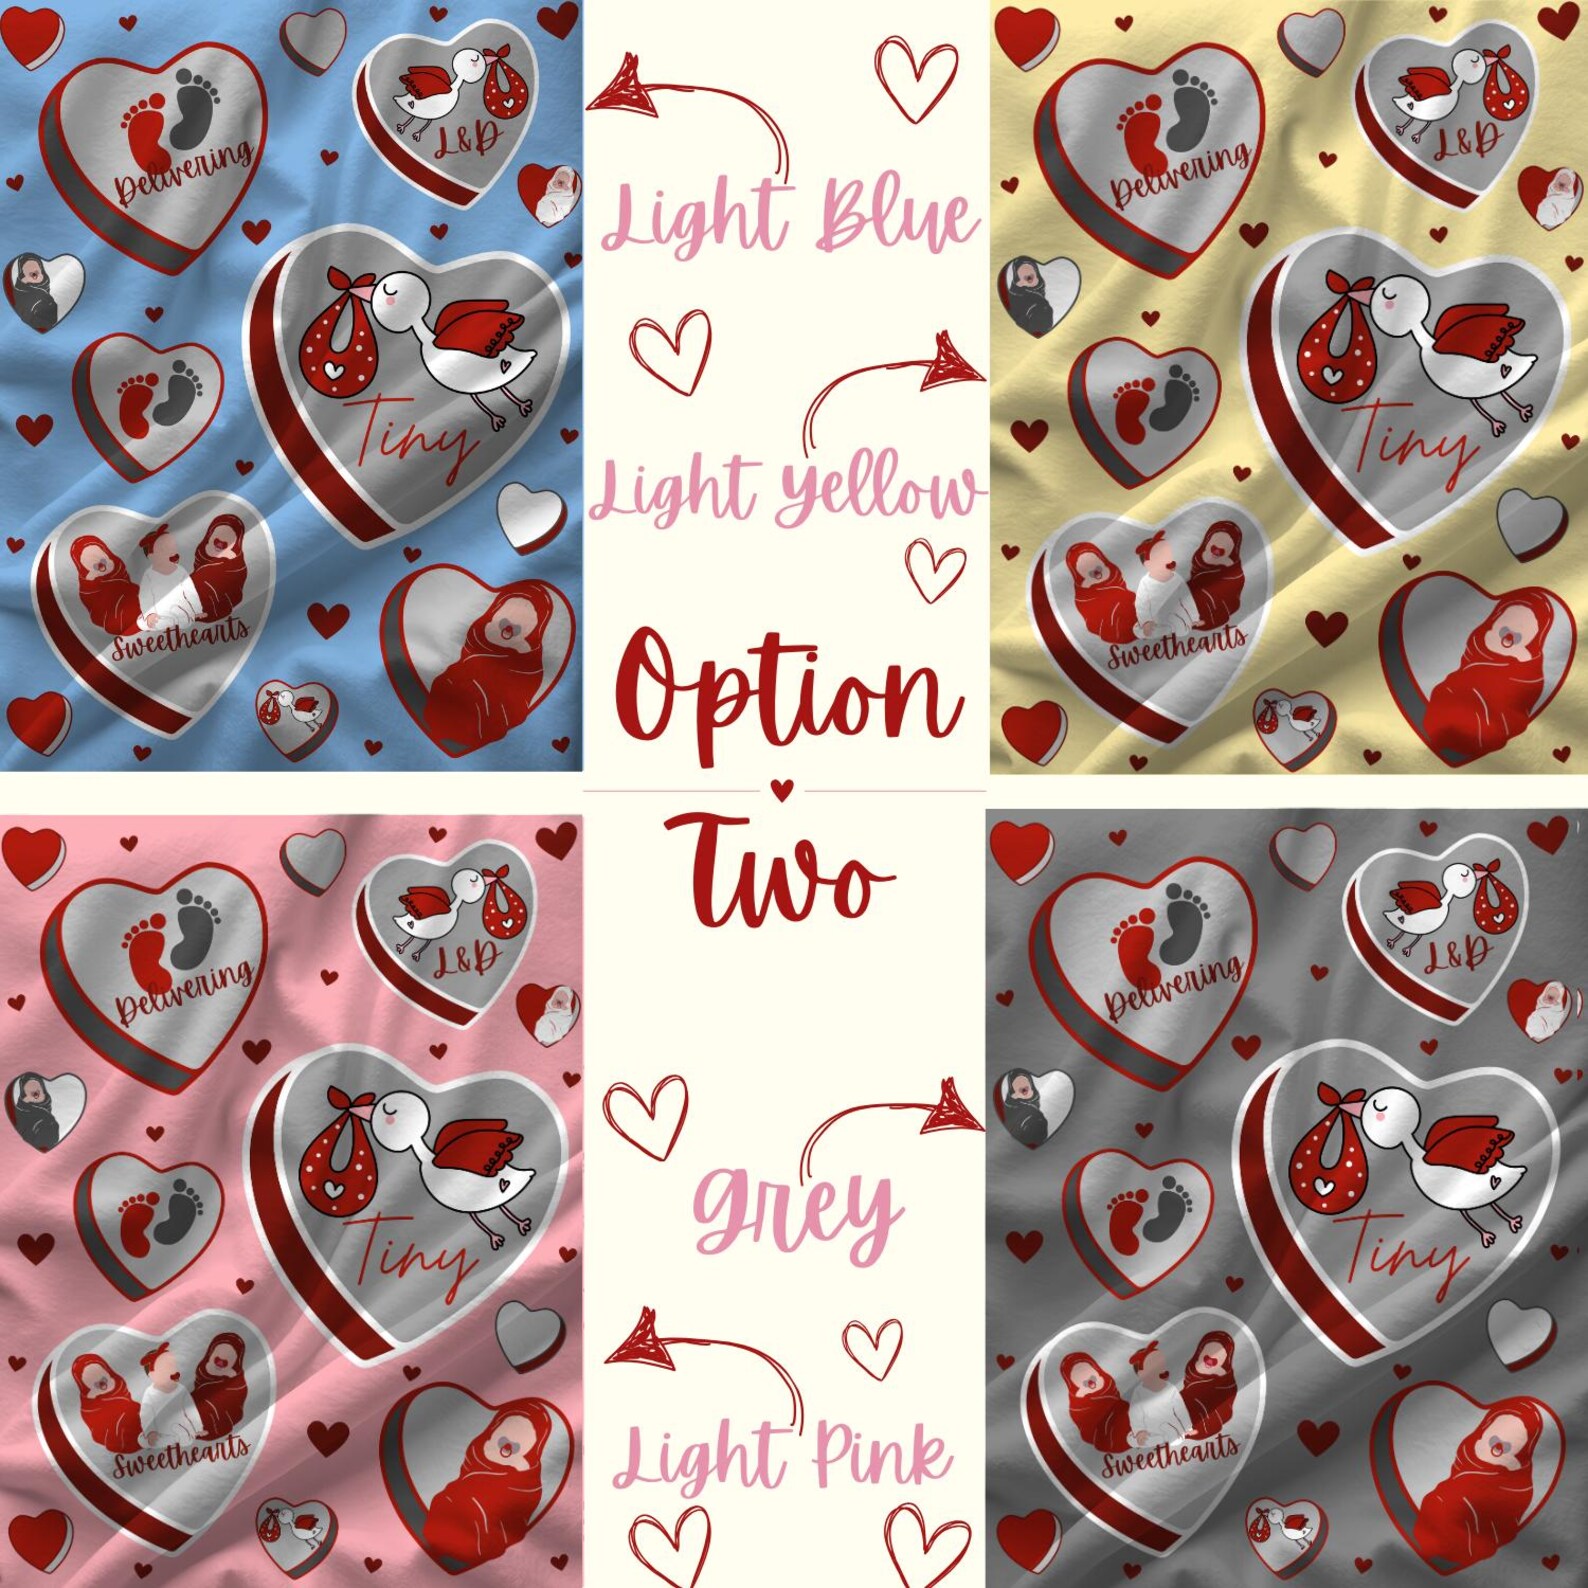 Delivering
L&D
Tiny
Sweethearts
Light Blue
Light Yellow
Option
Two
Delivering
L&D
Tiny
Sweethearts
Delivering
L&D
Tiny
Sweethearts
Grey
Light Pink
Delivering
L&D
Tiny
Sweethearts